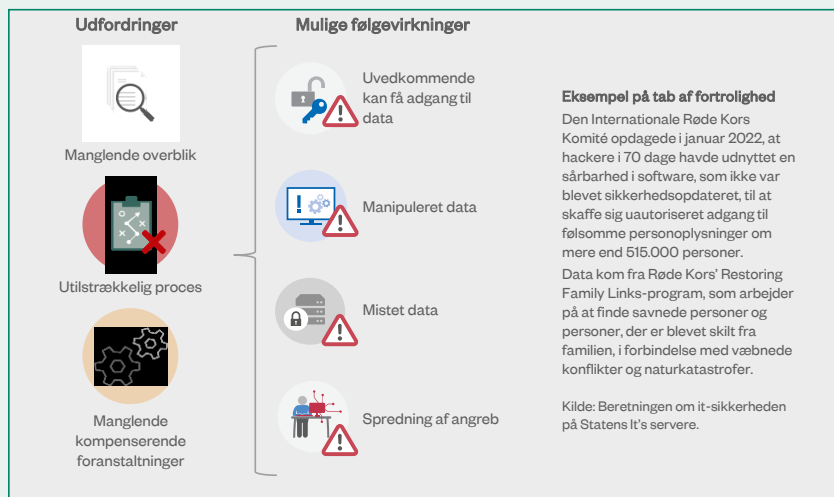 Udfordringer
Manglende overblik
Utilstrækkelig proces
Manglende
kompenserende
foranstaltninger
Mulige følgevirkninger
Uvedkommende
kan få adgang til
data
Manipuleret data
Mistet data
Spredning af angreb
Eksempel på tab af fortrolighed
Den Internationale Røde Kors
Komité opdagede i januar 2022, at
hackere i 70 dage havde udnyttet en
sårbarhed i software, som ikke var
blevet sikkerhedsopdateret, til at
skaffe sig uautoriseret adgang til
følsomme personoplysninger om
mere end 515.000 personer.
Data kom fra Røde Kors' Restoring
Family Links-program, som arbejder
på at finde savnede personer og
personer, der er blevet skilt fra
familien, i forbindelse med væbnede
konflikter og naturkatastrofer.
Kilde: Beretningen om it-sikkerheden
på Statens It's servere.